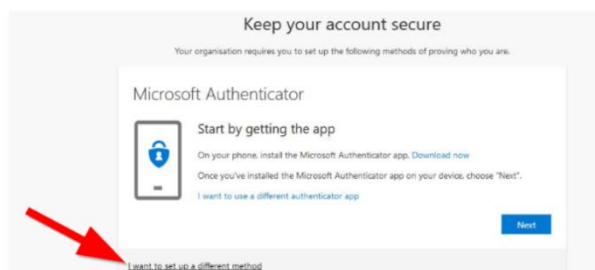 Keep your account secure
Your organisation requires you to set up the following methods of proving who you are.
Microsoft Authenticator
Start by getting the app
On your phone, install the Microsoft Authenticator app. Download now
Once you've installed the Microsoft Authenticator app on your device, choose "Next".
I want to use a different authenticator app
Next
I want to set up a different method